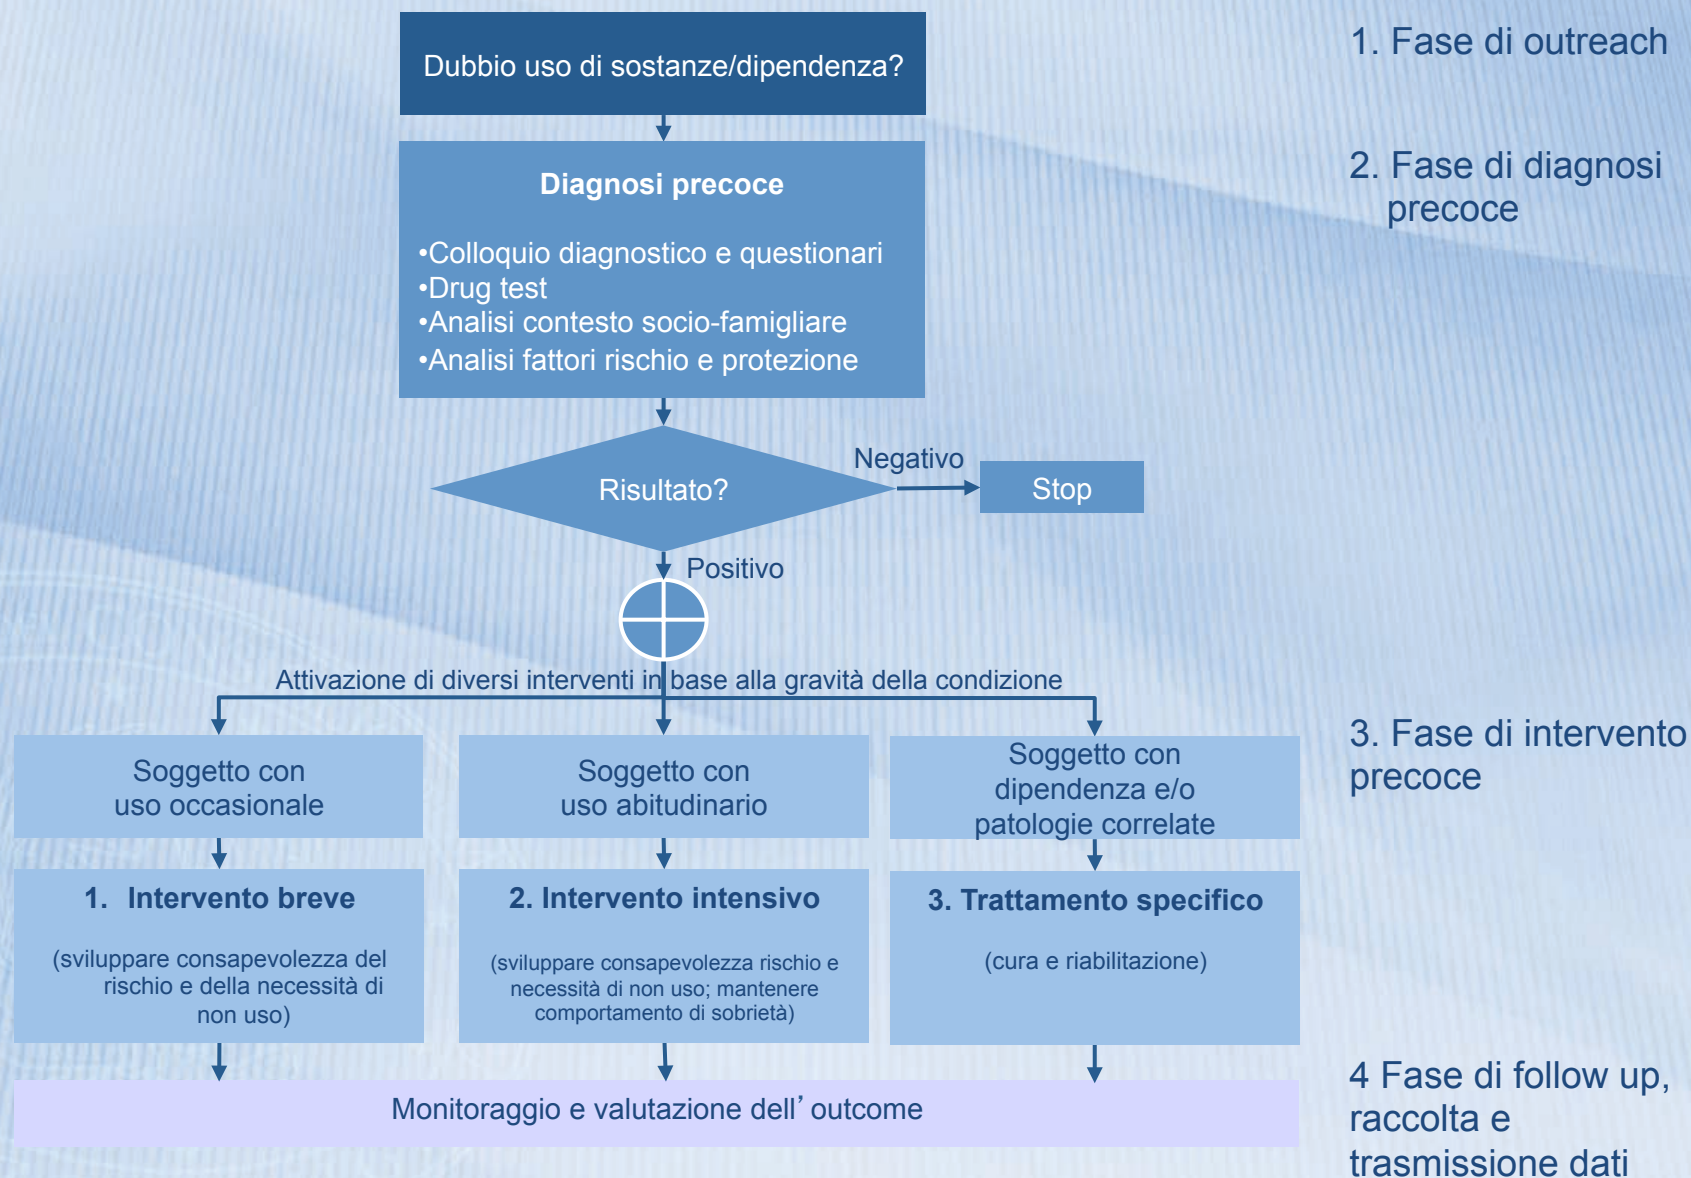 Dubbio uso di sostanze/dipendenza?
1. Fase di outreach
Diagnosi precoce
•Colloquio diagnostico e questionari
•Drug test
•Analisi contesto socio-famigliare
•Analisi fattori rischio e protezione
2. Fase di diagnosi
precoce
Risultato?
Negativo
Stop
Positivo
Attivazione di diversi interventi in base alla gravità della condizione
Soggetto con
uso occasionale
Soggetto con
uso abitudinario
Soggetto con
dipendenza e/o
patologie correlate
3. Fase di intervento
precoce
1. Intervento breve
(sviluppare consapevolezza del
rischio e della necessità di
non uso)
2. Intervento intensivo
(sviluppare consapevolezza rischio e
necessità di non uso; mantenere
comportamento di sobrietà)
3. Trattamento specifico
(cura e riabilitazione)
Monitoraggio e valutazione dell’ outcome
4 Fase di follow up,
raccolta e
trasmissione dati